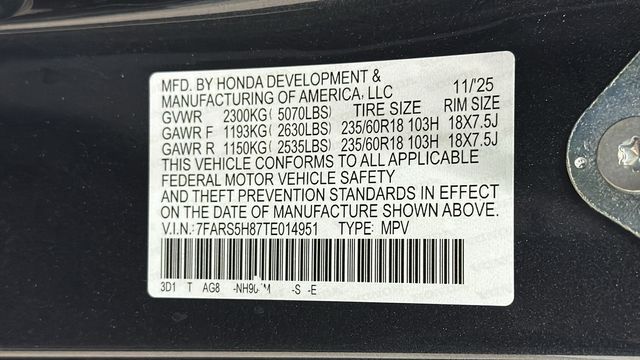 MFD. BY HONDA DEVELOPMENT &
MANUFACTURING OF AMERICA, LLC 11/'25
GVWR 2300KG ( 5070LBS) TIRE SIZE RIM SIZE
GAWR F 1193KG ( 2630LBS) 235/60R18 103H 18X7.5J
GAWR R 1150KG ( 2535LBS) 235/60R18 103H 18X7.5J
THIS VEHICLE CONFORMS TO ALL APPLICABLE
FEDERAL MOTOR VEHICLE SAFETY
AND THEFT PREVENTION STANDARDS IN EFFECT
ON THE DATE OF MANUFACTURE SHOWN ABOVE.
V.I.N.: 7FARS5H87TE014951 TYPE: MPV
3D1 T AG8 -S -E